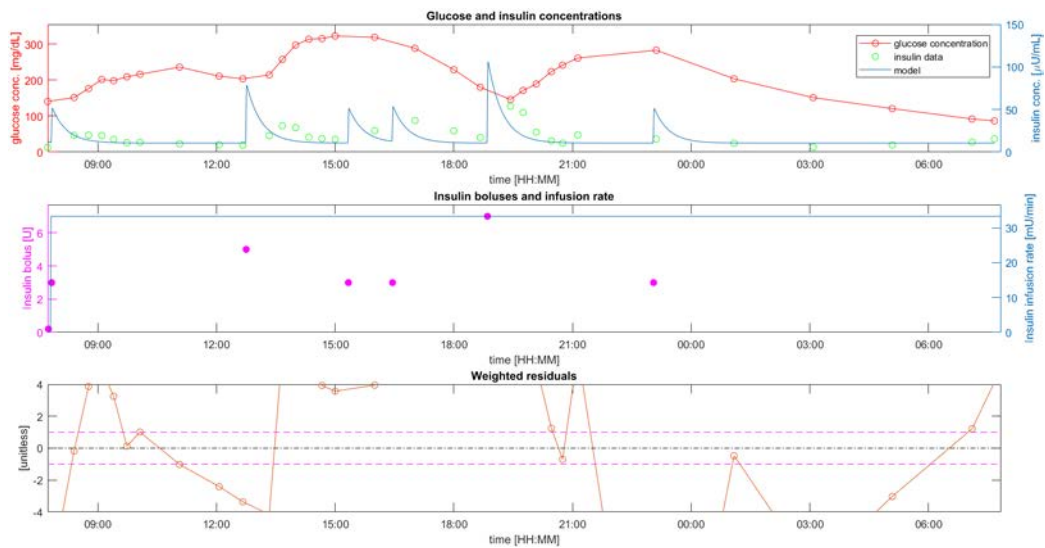 Glucose and insulin concentrations
glucose conc. [mg/dL]
300
200
100
0
150
100
50
0
insulin conc. [μU/mL]
glucose concentration
insulin data
model
09:00 12:00 15:00 18:00 21:00 00:00 03:00 06:00
time [HH:MM]
Insulin boluses and infusion rate
Insulin bolus [U]
6
4
2
0
30
20
10
0
Insulin infusion rate [mU/min]
09:00 12:00 15:00 18:00 21:00 00:00 03:00 06:00
time [HH:MM]
Weighted residuals
[unitless]
4
2
0
-2
-4
09:00 12:00 15:00 18:00 21:00 00:00 03:00 06:00
time [HH:MM]